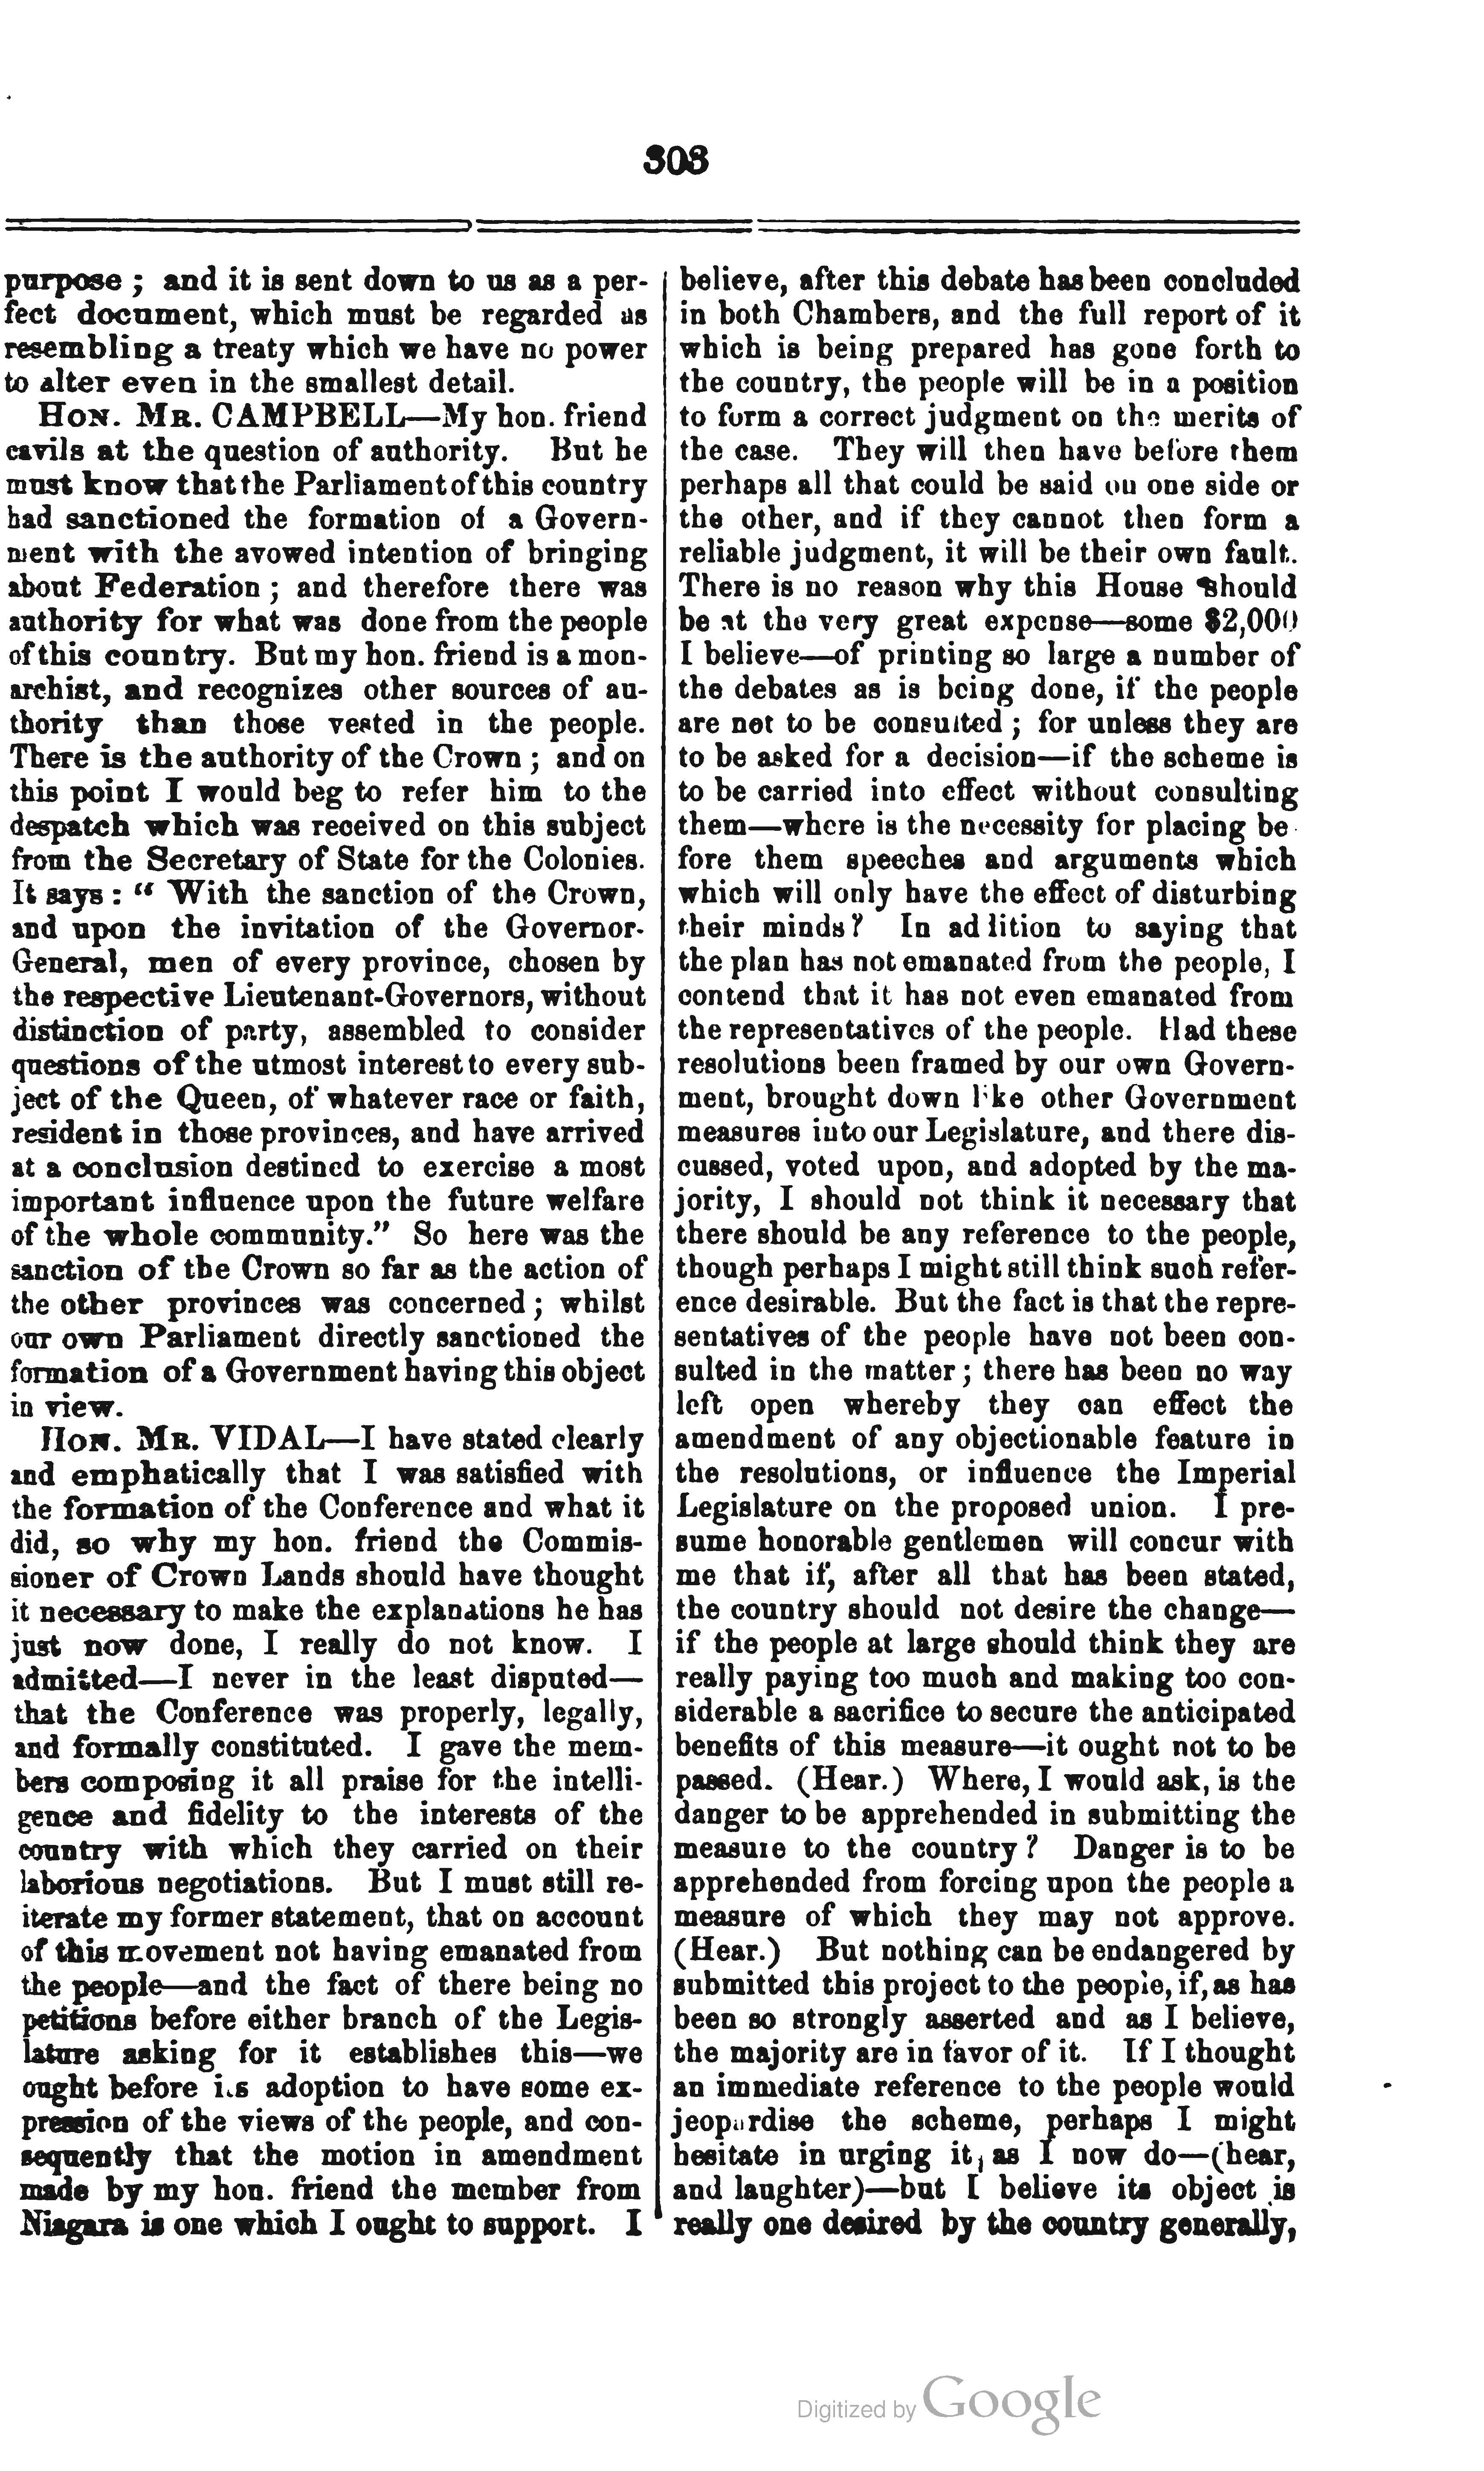 303
purpose ; and it is sent down to us as a per-
fect document, which must be regarded as
resembling a treaty which we have no power
to alter even in the smallest detail.
HON. MR. CAMPBELL—My hon. friend
cavils at the question of authority. But he
must know that the Parliament of this country
had sanctioned the formation of a Govern-
ment with the avowed intention of bringing
about Federation ; and therefore there was
authority for what was done from the people
of this country. But my hon. friend is a mon-
archist, and recognizes other sources of au-
thority than those vested in the people.
There is the authority of the Crown ; and on
this point I would beg to refer him to the
despatch which was received on this subject
from the Secretary of State for the Colonies.
It says : " With the sanction of the Crown,
and upon the invitation of the Governor-
General, men of every province, chosen by
the respective Lieutenant-Governors, without
distinction of party, assembled to consider
questions of the utmost interest to every sub-
ject of the Queen, of whatever race or faith,
resident in those provinces, and have arrived
at a conclusion destined to exercise a most
important influence upon the future welfare
of the whole community." So here was the
sanction of the Crown so far as the action of
the other provinces was concerned ; whilst
our own Parliament directly sanctioned the
formation of a Government having this object
in view.
HON. MR. VIDAL—I have stated clearly
and emphatically that I was satisfied with
the formation of the Conference and what it
did, so why my hon. friend the Commis-
sioner of Crown Lands should have thought
it necessary to make the explanations he has
just now done, I really do not know. I
admitted—I never in the least disputed—
that the Conference was properly, legally,
and formally constituted. I gave the mem-
bers composing it all praise for the intelli-
gence and fidelity to the interests of the
country with which they carried on their
laborious negotiations. But I must still re-
iterate my former statement, that on account
of this movement not having emanated from
the people—and the fact of there being no
petitions before either branch of the Legis-
lature asking for it establishes this—we
ought before its adoption to have some ex-
pression of the views of the people, and con-
sequently that the motion in amendment
made by my hon. friend the member from
Niagara is one which I ought to support. I
believe, after this debate has been concluded
in both Chambers, and the full report of it
which is being prepared has gone forth to
the country, the people will be in a position
to form a correct judgment on the merits of
the case. They will then have before them
perhaps all that could be said on one side or
the other, and if they cannot then form a
reliable judgment, it will be their own fault.
There is no reason why this House should
be at the very great expense—some $2,000
I believe—of printing so large a number of
the debates as is being done, if the people
are not to be consulted ; for unless they are
to be asked for a decision—if the scheme is
to be carried into effect without consulting
them—where is the necessity for placing be-
fore them speeches and arguments which
which will only have the effect of disturbing
their minds? In addition to saying that
the plan has not emanated from the people, I
contend that it has not even emanated from
the representatives of the people. Had these
resolutions been framed by our own Govern-
ment, brought down like other Government
measures into our Legislature, and there dis-
cussed, voted upon, and adopted by the ma-
jority, I should not think it necessary that
there should be any reference to the people,
though perhaps I might still think such refer-
ence desirable. But the fact is that the repre-
sentatives of the people have not been con-
sulted in the matter ; there has been no way
left open whereby they can effect the
amendment of any objectionable feature in
the resolutions, or influence the Imperial
Legislature on the proposed union. I pre-
sume honorable gentlemen will concur with
me that if, after all that has been stated,
the country should not desire the change—
if the people at large should think they are
really paying too much and making too con-
siderable a sacrifice to secure the anticipated
benefits of this measure—it ought not to be
passed. (Hear.) Where, I would ask, is the
danger to be apprehended in submitting the
measure to the country ? Danger is to be
apprehended from forcing upon the people a
measure of which they may not approve.
(Hear.) But nothing can be endangered by
submitted this project to the people, if, as has
been so strongly asserted and as I believe,
the majority are in favor of it. If I thought
an immediate reference to the people would
jeopardise the scheme, perhaps I might
hesitate in urging it, as I now do—(hear,
and laughter)—but I believe its object is
really one desired by the country generally,
Digitized by Google